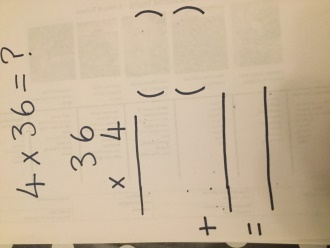 4 x 36 = ?
36
x 4
( )
( )
+
=